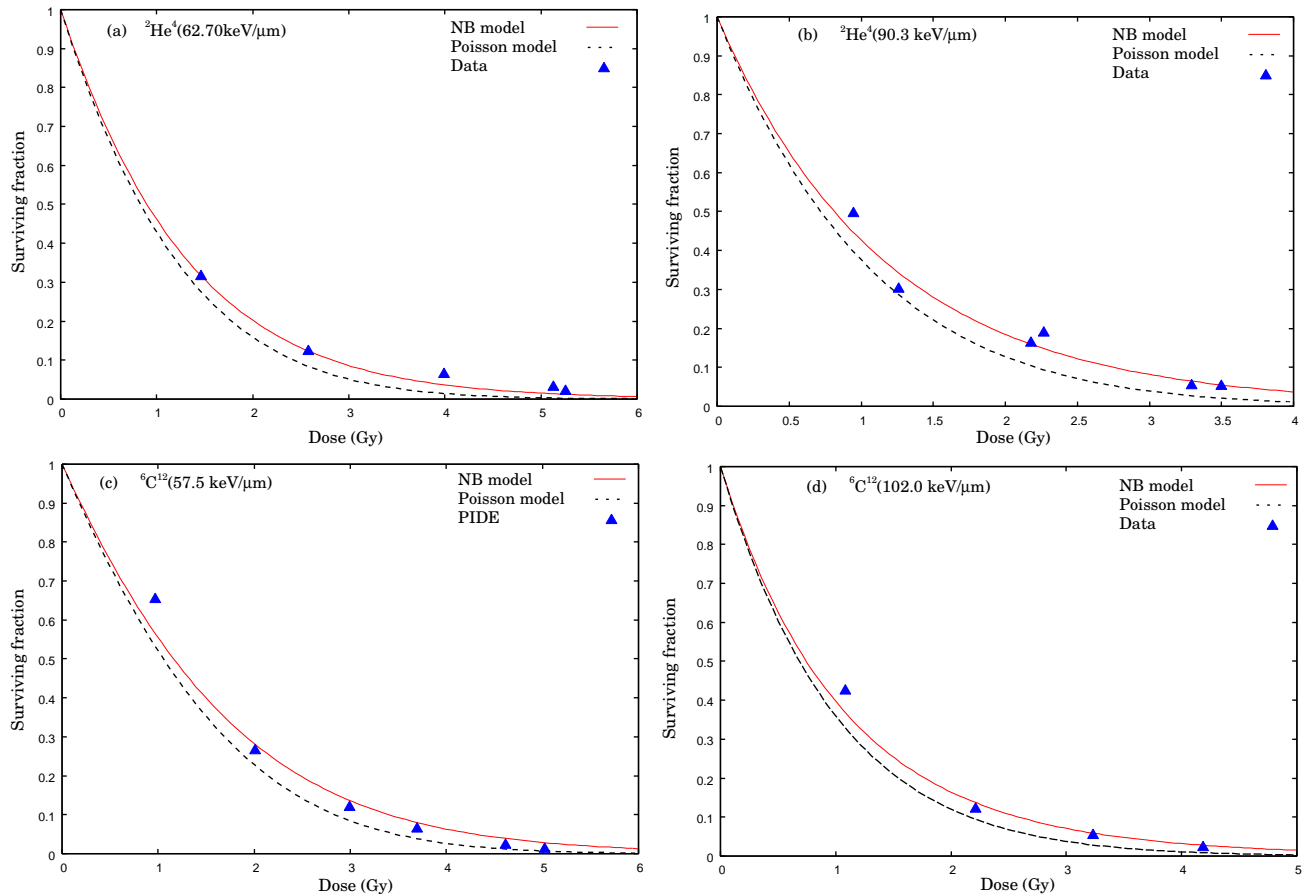 (a) ²He⁴(62.70keV/μm)
NB model
Poisson model
Data
Surviving fraction
1
0.9
0.8
0.7
0.6
0.5
0.4
0.3
0.2
0.1
0
0 1 2 3 4 5 6
Dose (Gy)
(b) ²He⁴(90.3 keV/μm)
NB model
Poisson model
Data
Surviving fraction
1
0.9
0.8
0.7
0.6
0.5
0.4
0.3
0.2
0.1
0
0 0.5 1 1.5 2 2.5 3 3.5 4
Dose (Gy)
(c) ⁶C¹²(57.5 keV/μm)
NB model
Poisson model
PIDE
Surviving fraction
1
0.9
0.8
0.7
0.6
0.5
0.4
0.3
0.2
0.1
0
0 1 2 3 4 5 6
Dose (Gy)
(d) ⁶C¹²(102.0 keV/μm)
NB model
Poisson model
Data
Surviving fraction
1
0.9
0.8
0.7
0.6
0.5
0.4
0.3
0.2
0.1
0
0 1 2 3 4 5
Dose (Gy)